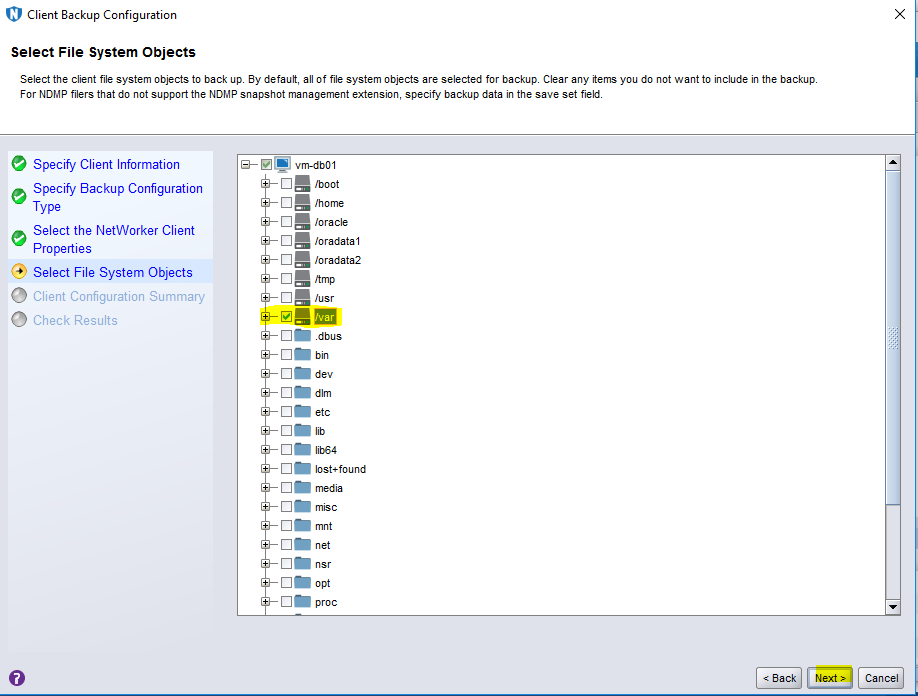 Client Backup Configuration
Select File System Objects
Select the client file system objects to back up. By default, all of file system objects are selected for backup. Clear any items you do not want to include in the backup.
For NDMP filers that do not support the NDMP snapshot management extension, specify backup data in the save set field.
Specify Client Information
Specify Backup Configuration
Type
Select the NetWorker Client
Properties
Select File System Objects
Client Configuration Summary
Check Results
vm-db01
/boot
/home
/oracle
/oradata1
/oradata2
/tmp
/usr
/var
.dbus
bin
dev
dlm
etc
lib
lib64
lost+found
media
misc
mnt
net
nsr
opt
proc
?
< Back
Next >
Cancel